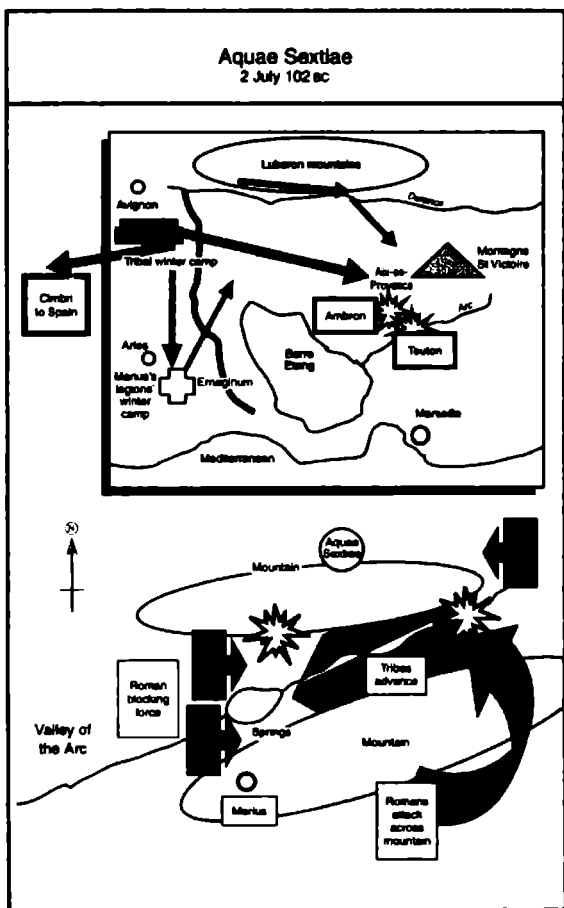 Aquae Sextiae
2 July 102 BC
Luberon mountains
Avignon
Durance
Tribal winter camp
Montagne
St Victoire
Cimbri
to Spain
Aix-en-
Provence
Ambron
Arc
Teuton
Arles
Marius's
legions'
winter
camp
Ernaginum
Berre
Etang
Marseille
Mediterranean
N
Aquae
Sextiae
Mountain
Roman
blocking
force
Tribes
advance
Valley of
the Arc
Springs
Mountain
Marius
Romans
attack
across
mountain